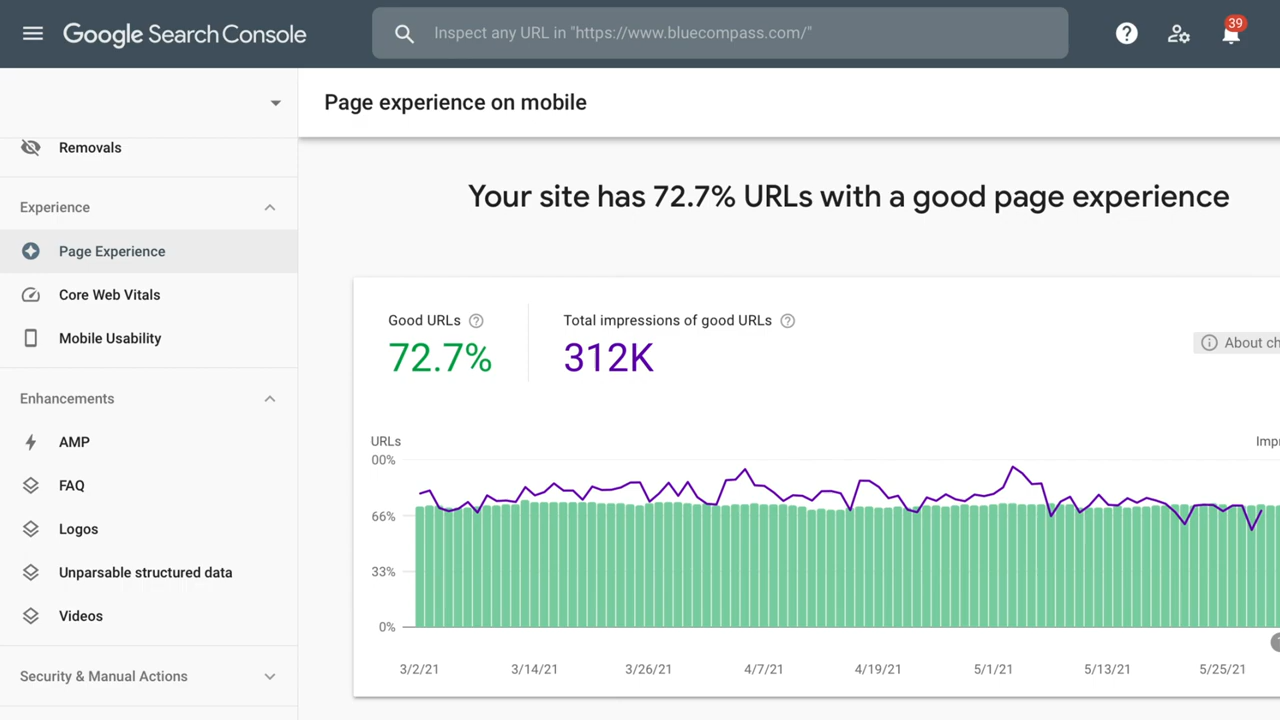 Google Search Console
Inspect any URL in "https://www.bluecompass.com/"
39
Page experience on mobile
Removals
Experience
Page Experience
Core Web Vitals
Mobile Usability
Enhancements
AMP
FAQ
Logos
Unparsable structured data
Videos
Security & Manual Actions
Your site has 72.7% URLs with a good page experience
Good URLs
72.7%
Total impressions of good URLs
312K
About ch
URLs
Impr
00%
66%
33%
0%
3/2/21 3/14/21 3/26/21 4/7/21 4/19/21 5/1/21 5/13/21 5/25/21